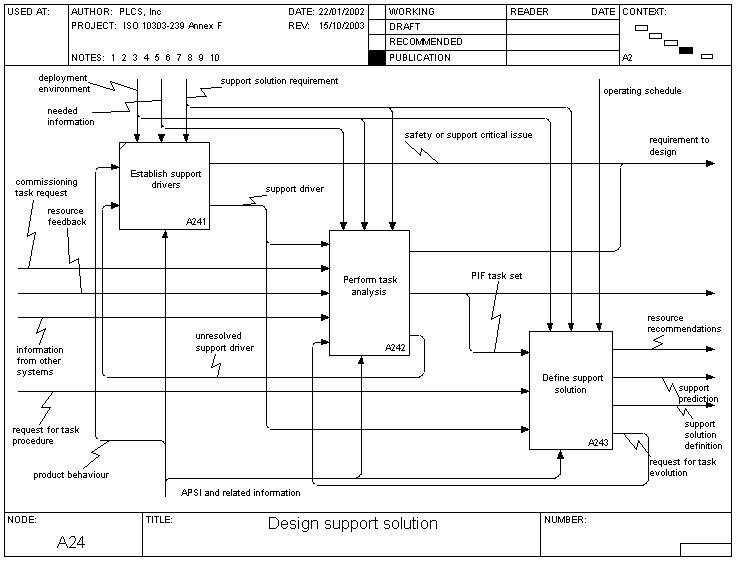 USED AT:
AUTHOR: PLCS, Inc
DATE: 22/01/2002
PROJECT: ISO 10303-239 Annex F
REV: 15/10/2003
NOTES: 1 2 3 4 5 6 7 8 9 10
WORKING
DRAFT
RECOMMENDED
PUBLICATION
READER DATE
CONTEXT:
A2
deployment
environment
support solution requirement
needed
information
operating schedule
safety or support critical issue
requirement to
design
Establish support
drivers
A241
commissioning
task request
resource
feedback
support driver
Perform task
analysis
A242
PIF task set
information
from other
systems
unresolved
support driver
resource
recommendations
Define support
solution
A243
support
prediction
support
solution
definition
request for task
procedure
product behaviour
request for task
evolution
APSI and related information
NODE:
A24
TITLE:
Design support solution
NUMBER: